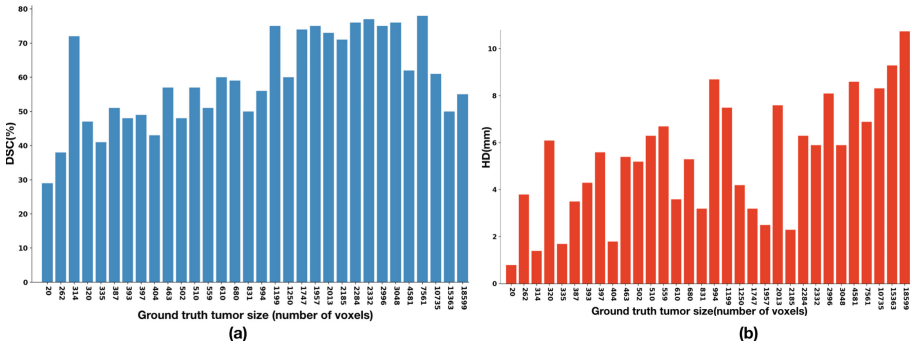 80
70
60
50
40
30
20
10
0
DSC(%)
20 262 314 320 335 387 393 397 404 463 502 510 559 610 680 831 994 1199 1250 1747 1957 2013 2185 2284 2332 2996 3048 4581 7561 10735 15363 18599
Ground truth tumor size (number of voxels)
(a)
10
8
6
4
2
0
HD(mm)
20 262 314 320 335 387 393 397 404 463 502 510 559 610 680 831 994 1199 1250 1747 1957 2013 2185 2284 2332 2996 3048 4581 7561 10735 15363 18599
Ground truth tumor size(number of voxels)
(b)